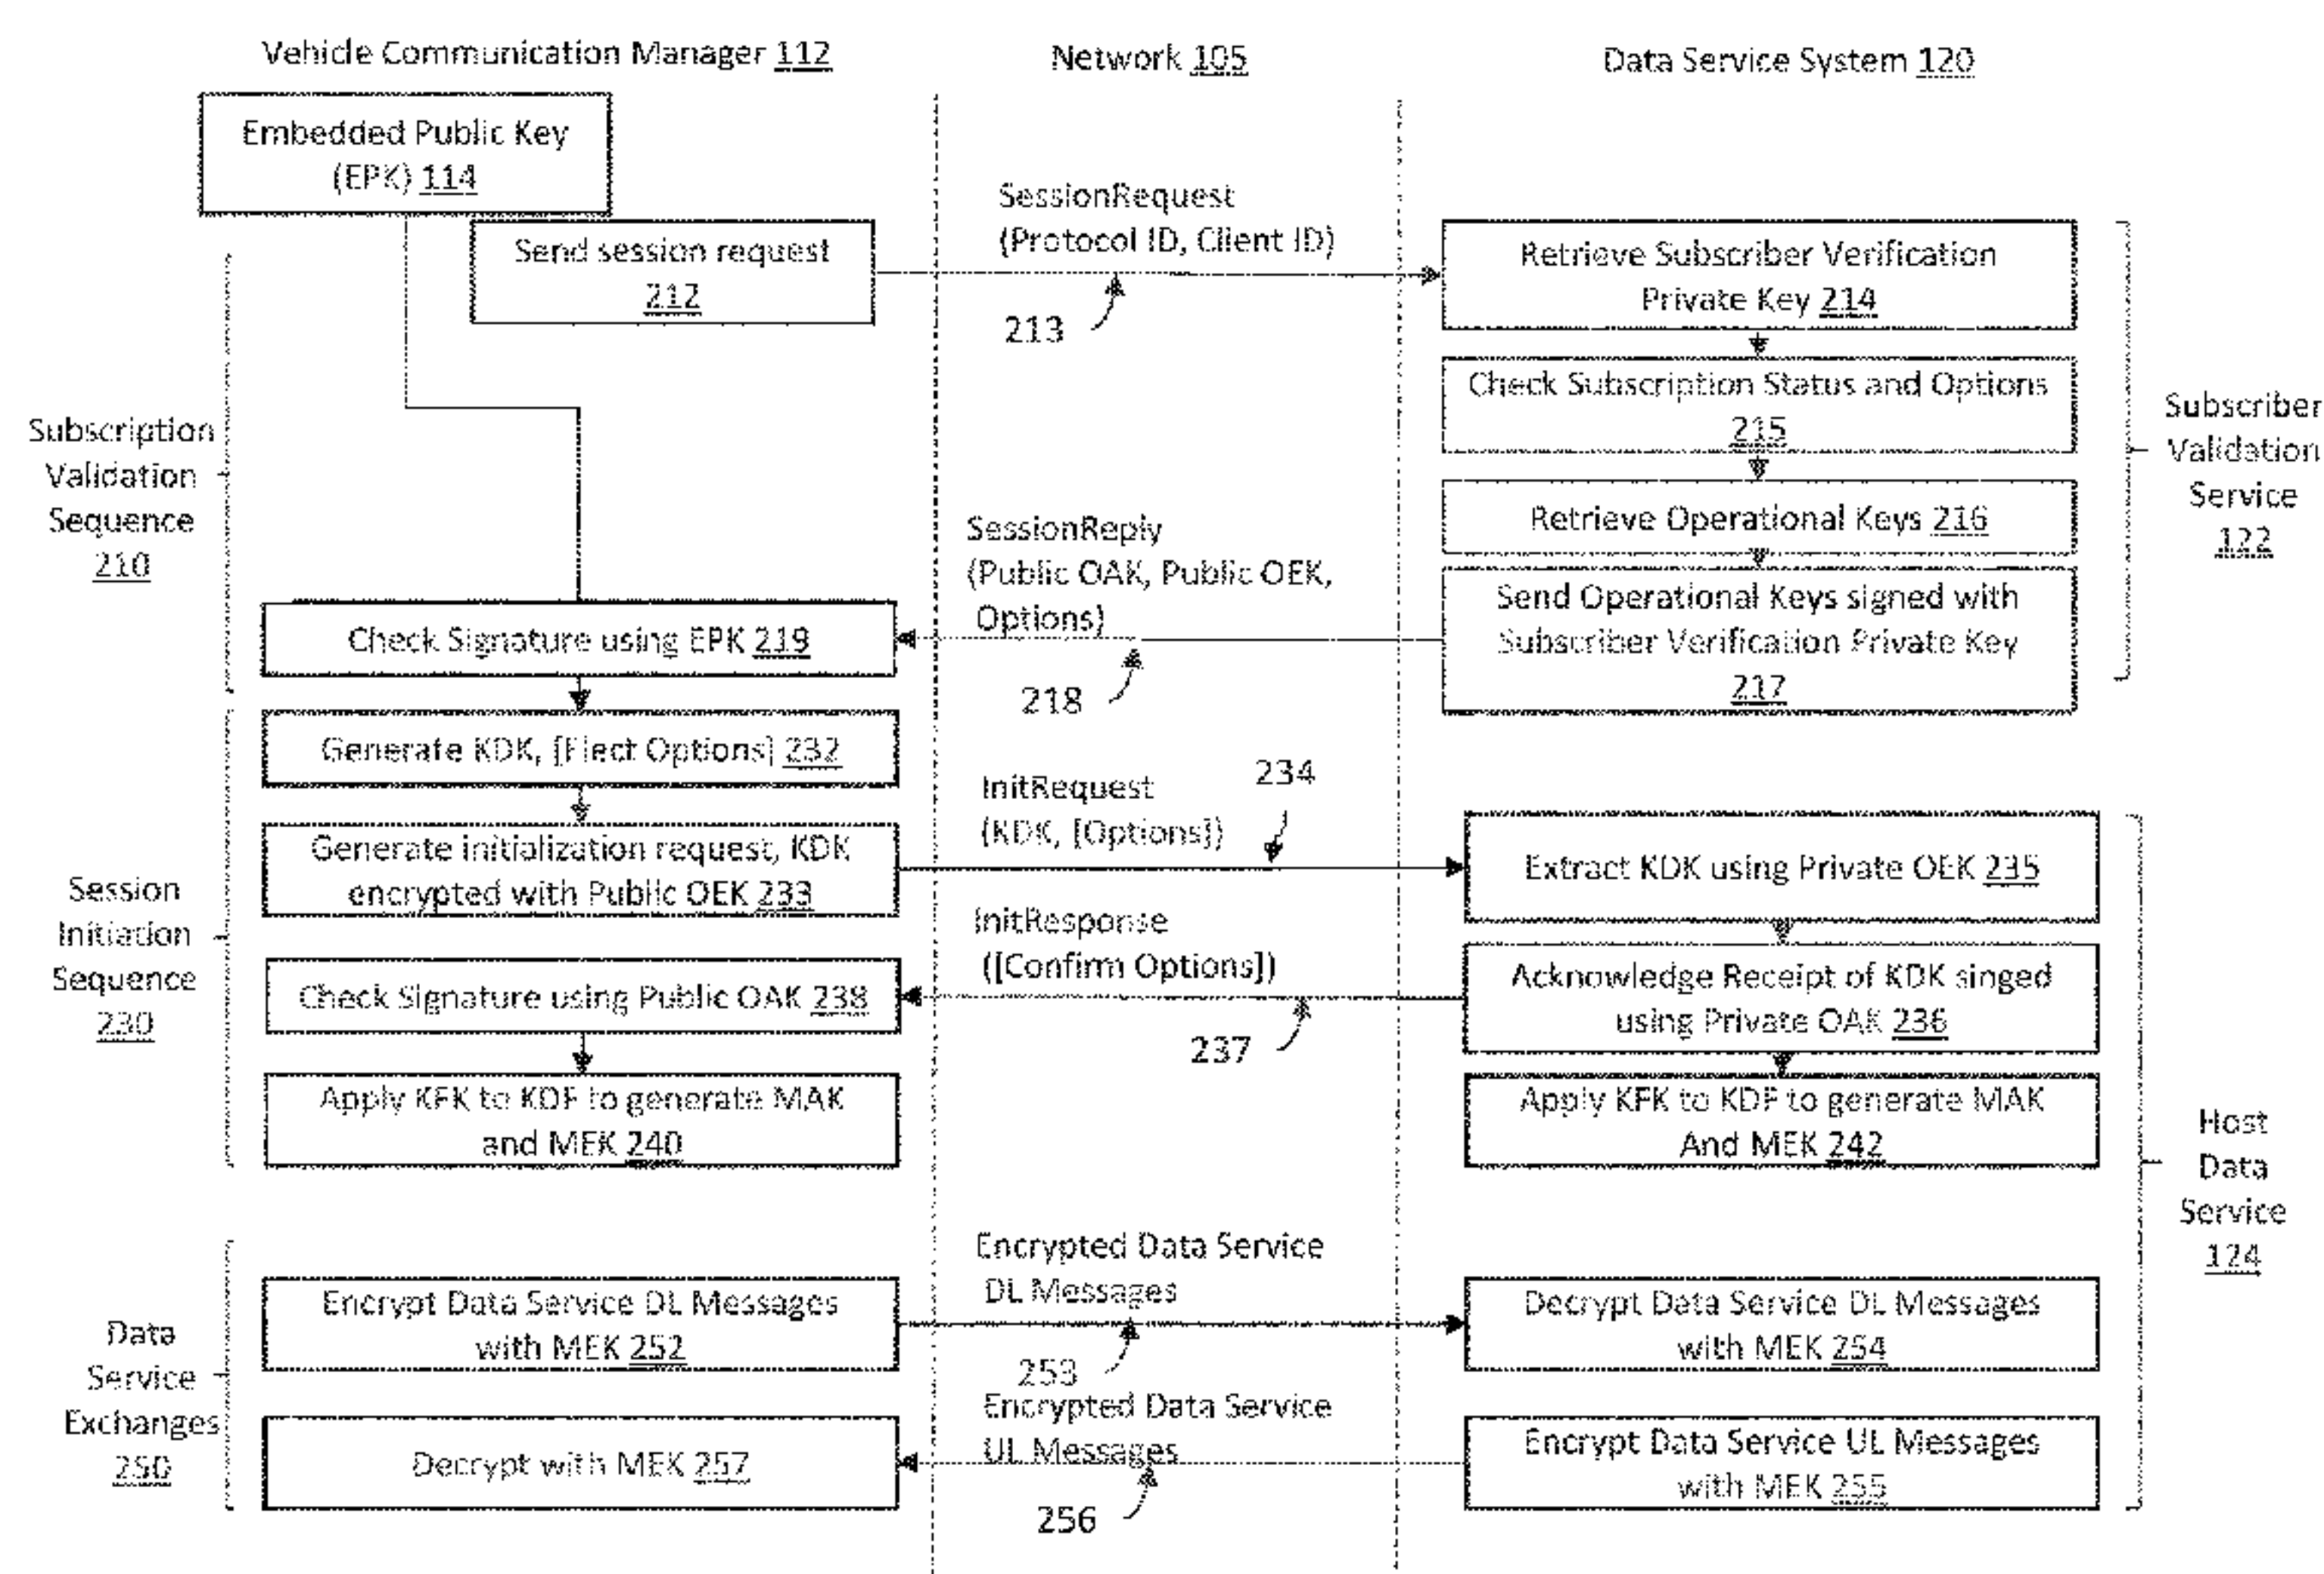 Vehicle Communication Manager 112
Network 105
Data Service System 120
Embedded Public Key
(EPK) 114
Send session request
212
SessionRequest
(Protocol ID, Client ID)
213
Retrieve Subscriber Verification
Private Key 214
Check Subscription Status and Options
215
Retrieve Operational Keys 216
Send Operational Keys signed with
Subscriber Verification Private Key
217
Subscriber
Validation
Service
122
Subscription
Validation
Sequence
210
SessionReply
(Public OAK, Public OEK,
Options)
218
Check Signature using EPK 219
Generate KDK, [Elect Options] 232
Generate initialization request, KDK
encrypted with Public OEK 233
InitRequest
(KDK, [Options])
234
Extract KDK using Private OEK 235
Session
Initiation
Sequence
230
InitResponse
([Confirm Options])
237
Acknowledge Receipt of KDK singed
using Private OAK 236
Check Signature using Public OAK 238
Apply KFK to KDF to generate MAK
and MEK 240
Apply KFK to KDF to generate MAK
And MEK 242
Host
Data
Service
124
Data
Service
Exchanges
250
Encrypt Data Service DL Messages
with MEK 252
Encrypted Data Service
DL Messages
253
Decrypt Data Service DL Messages
with MEK 254
Encrypted Data Service
UL Messages
256
Encrypt Data Service UL Messages
with MEK 255
Decrypt with MEK 257